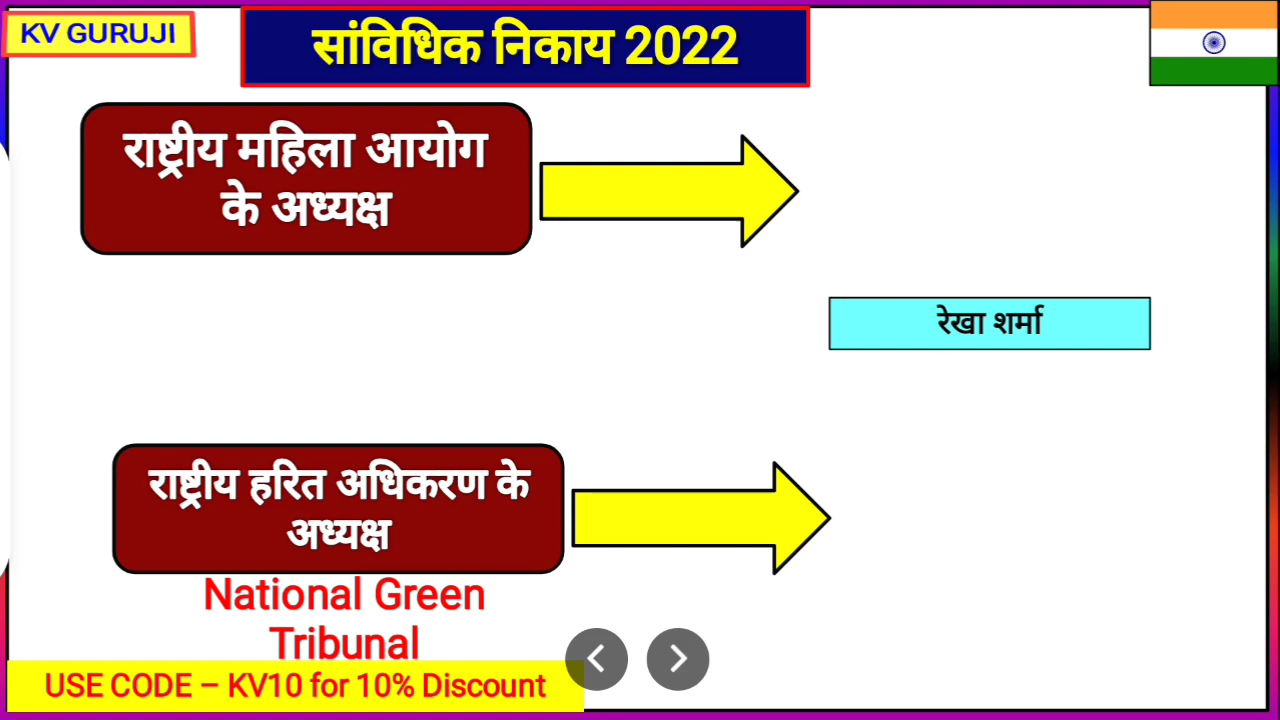 KV GURUJI
सांविधिक निकाय 2022
राष्ट्रीय महिला आयोग
के अध्यक्ष
रेखा शर्मा
राष्ट्रीय हरित अधिकरण के
अध्यक्ष
National Green
Tribunal
USE CODE – KV10 for 10% Discount